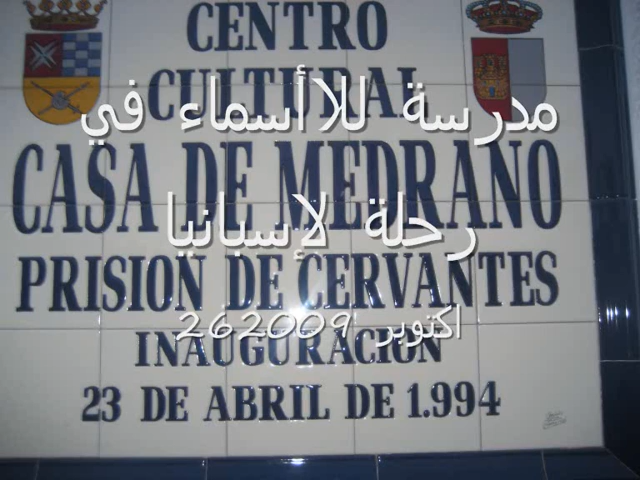 CENTRO
CULTURAL
مدرسة للاأسماء في
CASA DE MEDRANO
رحلة لإسبانيا
PRISION DE CERVANTES
اكتوبر 262009
INAUGURACION
23 DE ABRIL DE 1.994